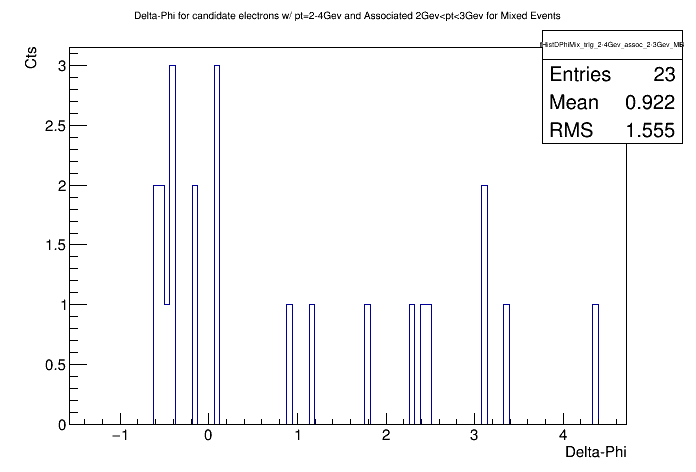 Delta-Phi for candidate electrons w/ pt=2-4Gev and Associated 2Gev<pt<3Gev for Mixed Events
Cts
HistDPhiMix_trig_2-4Gev_assoc_2-3Gev_MB
Entries 23
Mean 0.922
RMS 1.555
3
2.5
2
1.5
1
0.5
0
−1 0 1 2 3 4
Delta-Phi